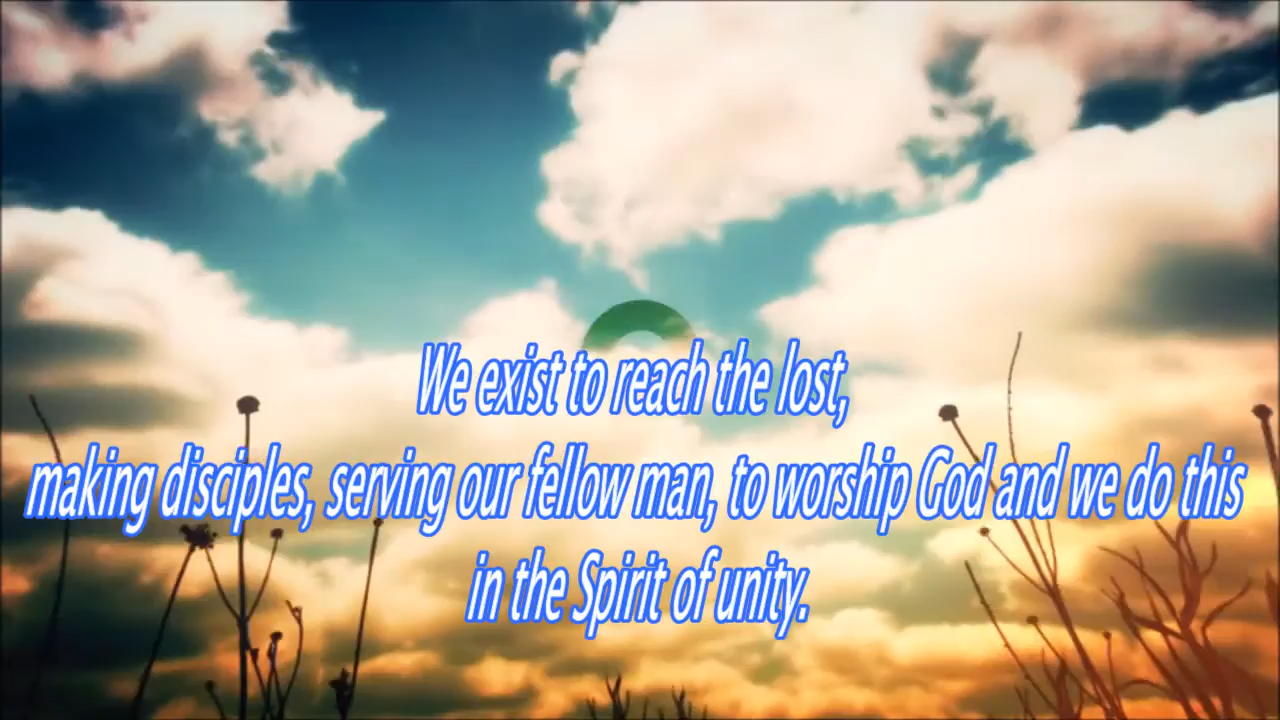 We exist to reach the lost,
making disciples, serving our fellow man, to worship God and we do this
in the Spirit of unity.